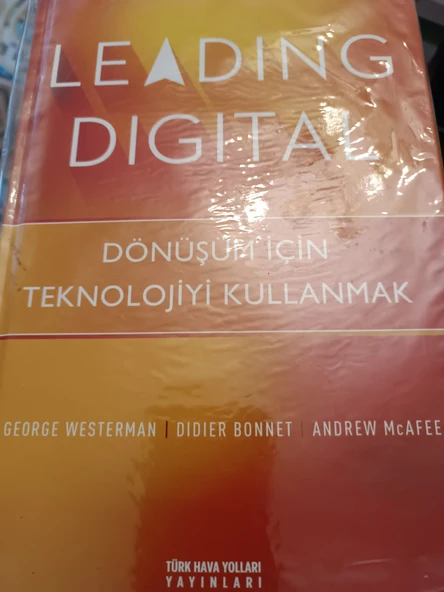 LEADING
DIGITAL
DÖNÜŞÜM İÇİN
TEKNOLOJİYİ KULLANMAK
GEORGE WESTERMAN | DIDIER BONNET | ANDREW McAFEE
TÜRK HAVA YOLLARI
YAYINLARI